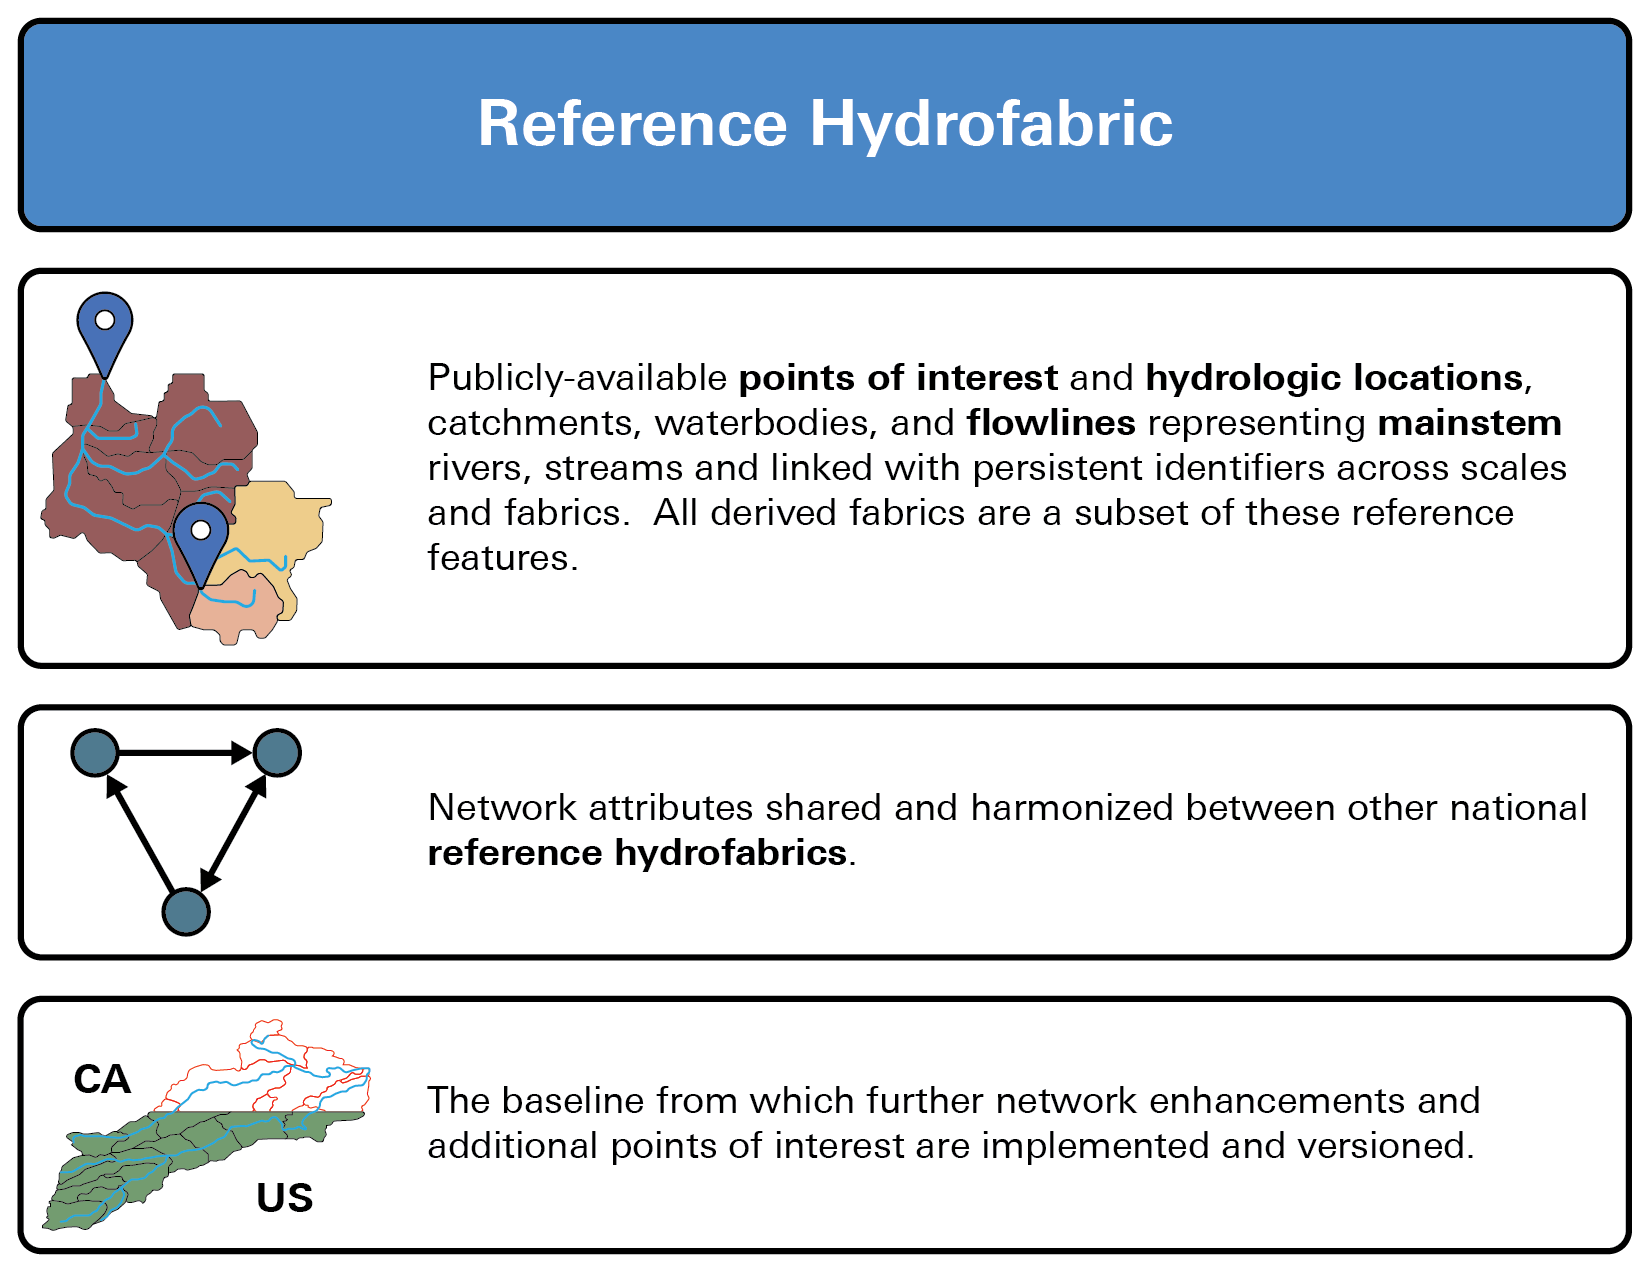 Reference Hydrofabric
Publicly-available points of interest and hydrologic locations,
catchments, waterbodies, and flowlines representing mainstem
rivers, streams and linked with persistent identifiers across scales
and fabrics.  All derived fabrics are a subset of these reference
features.
Network attributes shared and harmonized between other national
reference hydrofabrics.
CA
US
The baseline from which further network enhancements and
additional points of interest are implemented and versioned.